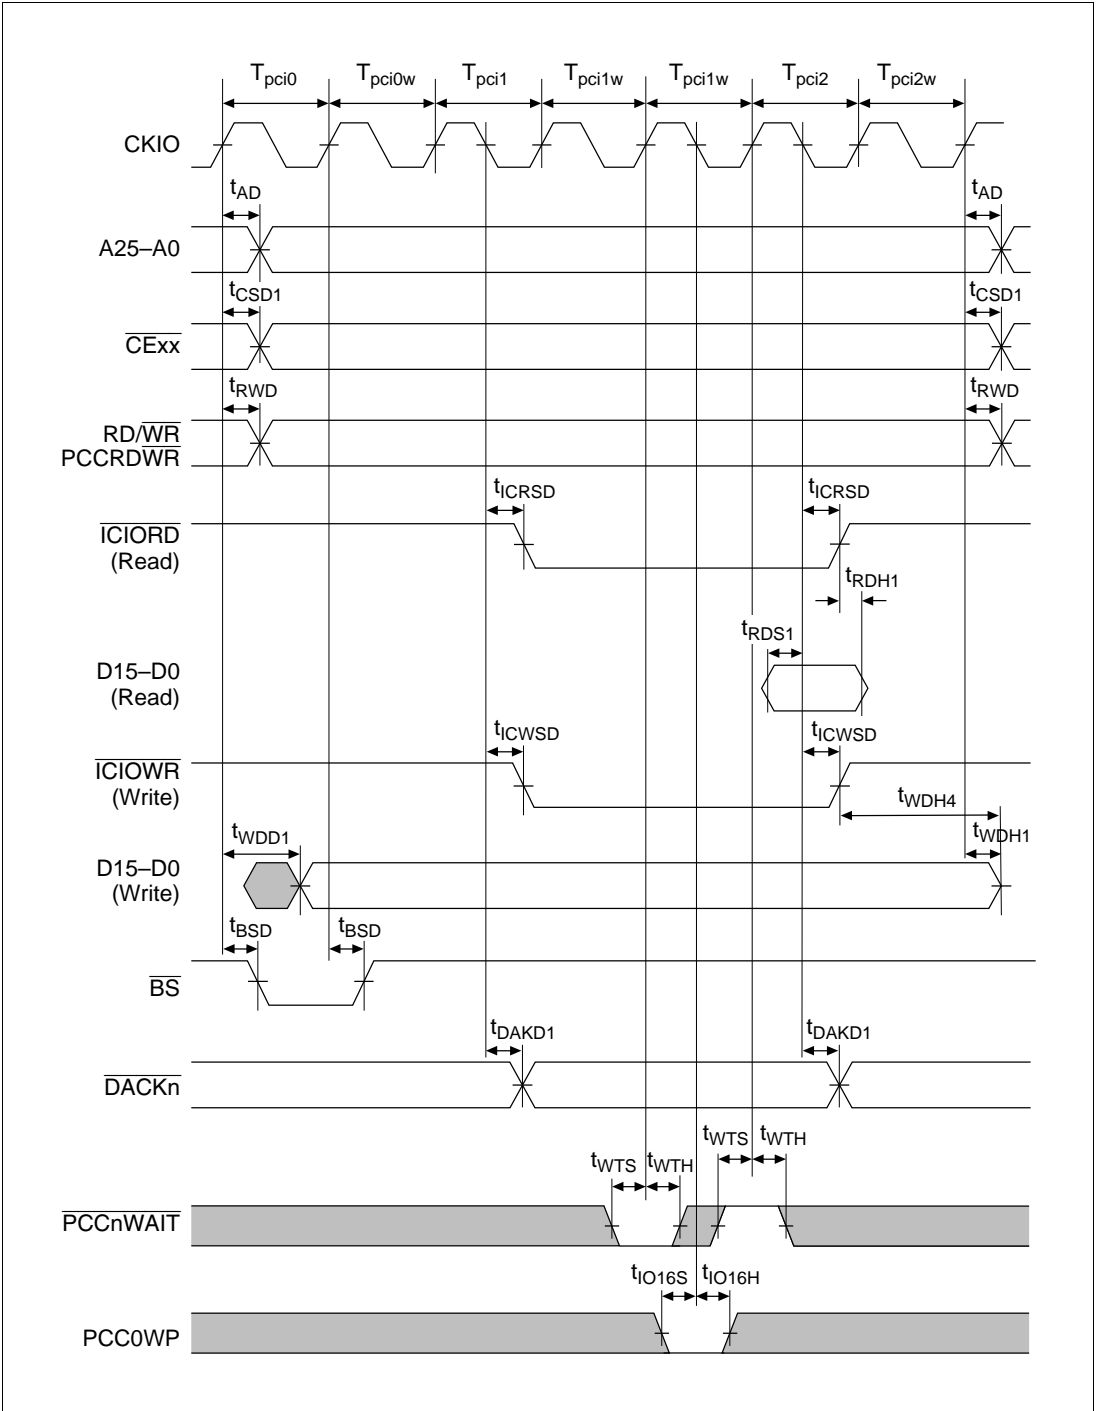 Tpci0 Tpci0w Tpci1 Tpci1w Tpci1w Tpci2 Tpci2w
CKIO
tAD tAD
A25–A0
tCSD1 tCSD1
CExx
tRWD tRWD
RD/WR
PCCRDWR
tICRSD tICRSD
ICIORD
(Read)
tRDH1
tRDS1
D15–D0
(Read)
tICWSD tICWSD
ICIOWR
(Write)
tWDH4
tWDD1 tWDH1
D15–D0
(Write)
tBSD tBSD
BS
tDAKD1 tDAKD1
DACKn
tWTS tWTH
tWTS tWTH
PCCnWAIT
tIO16S tIO16H
PCC0WP